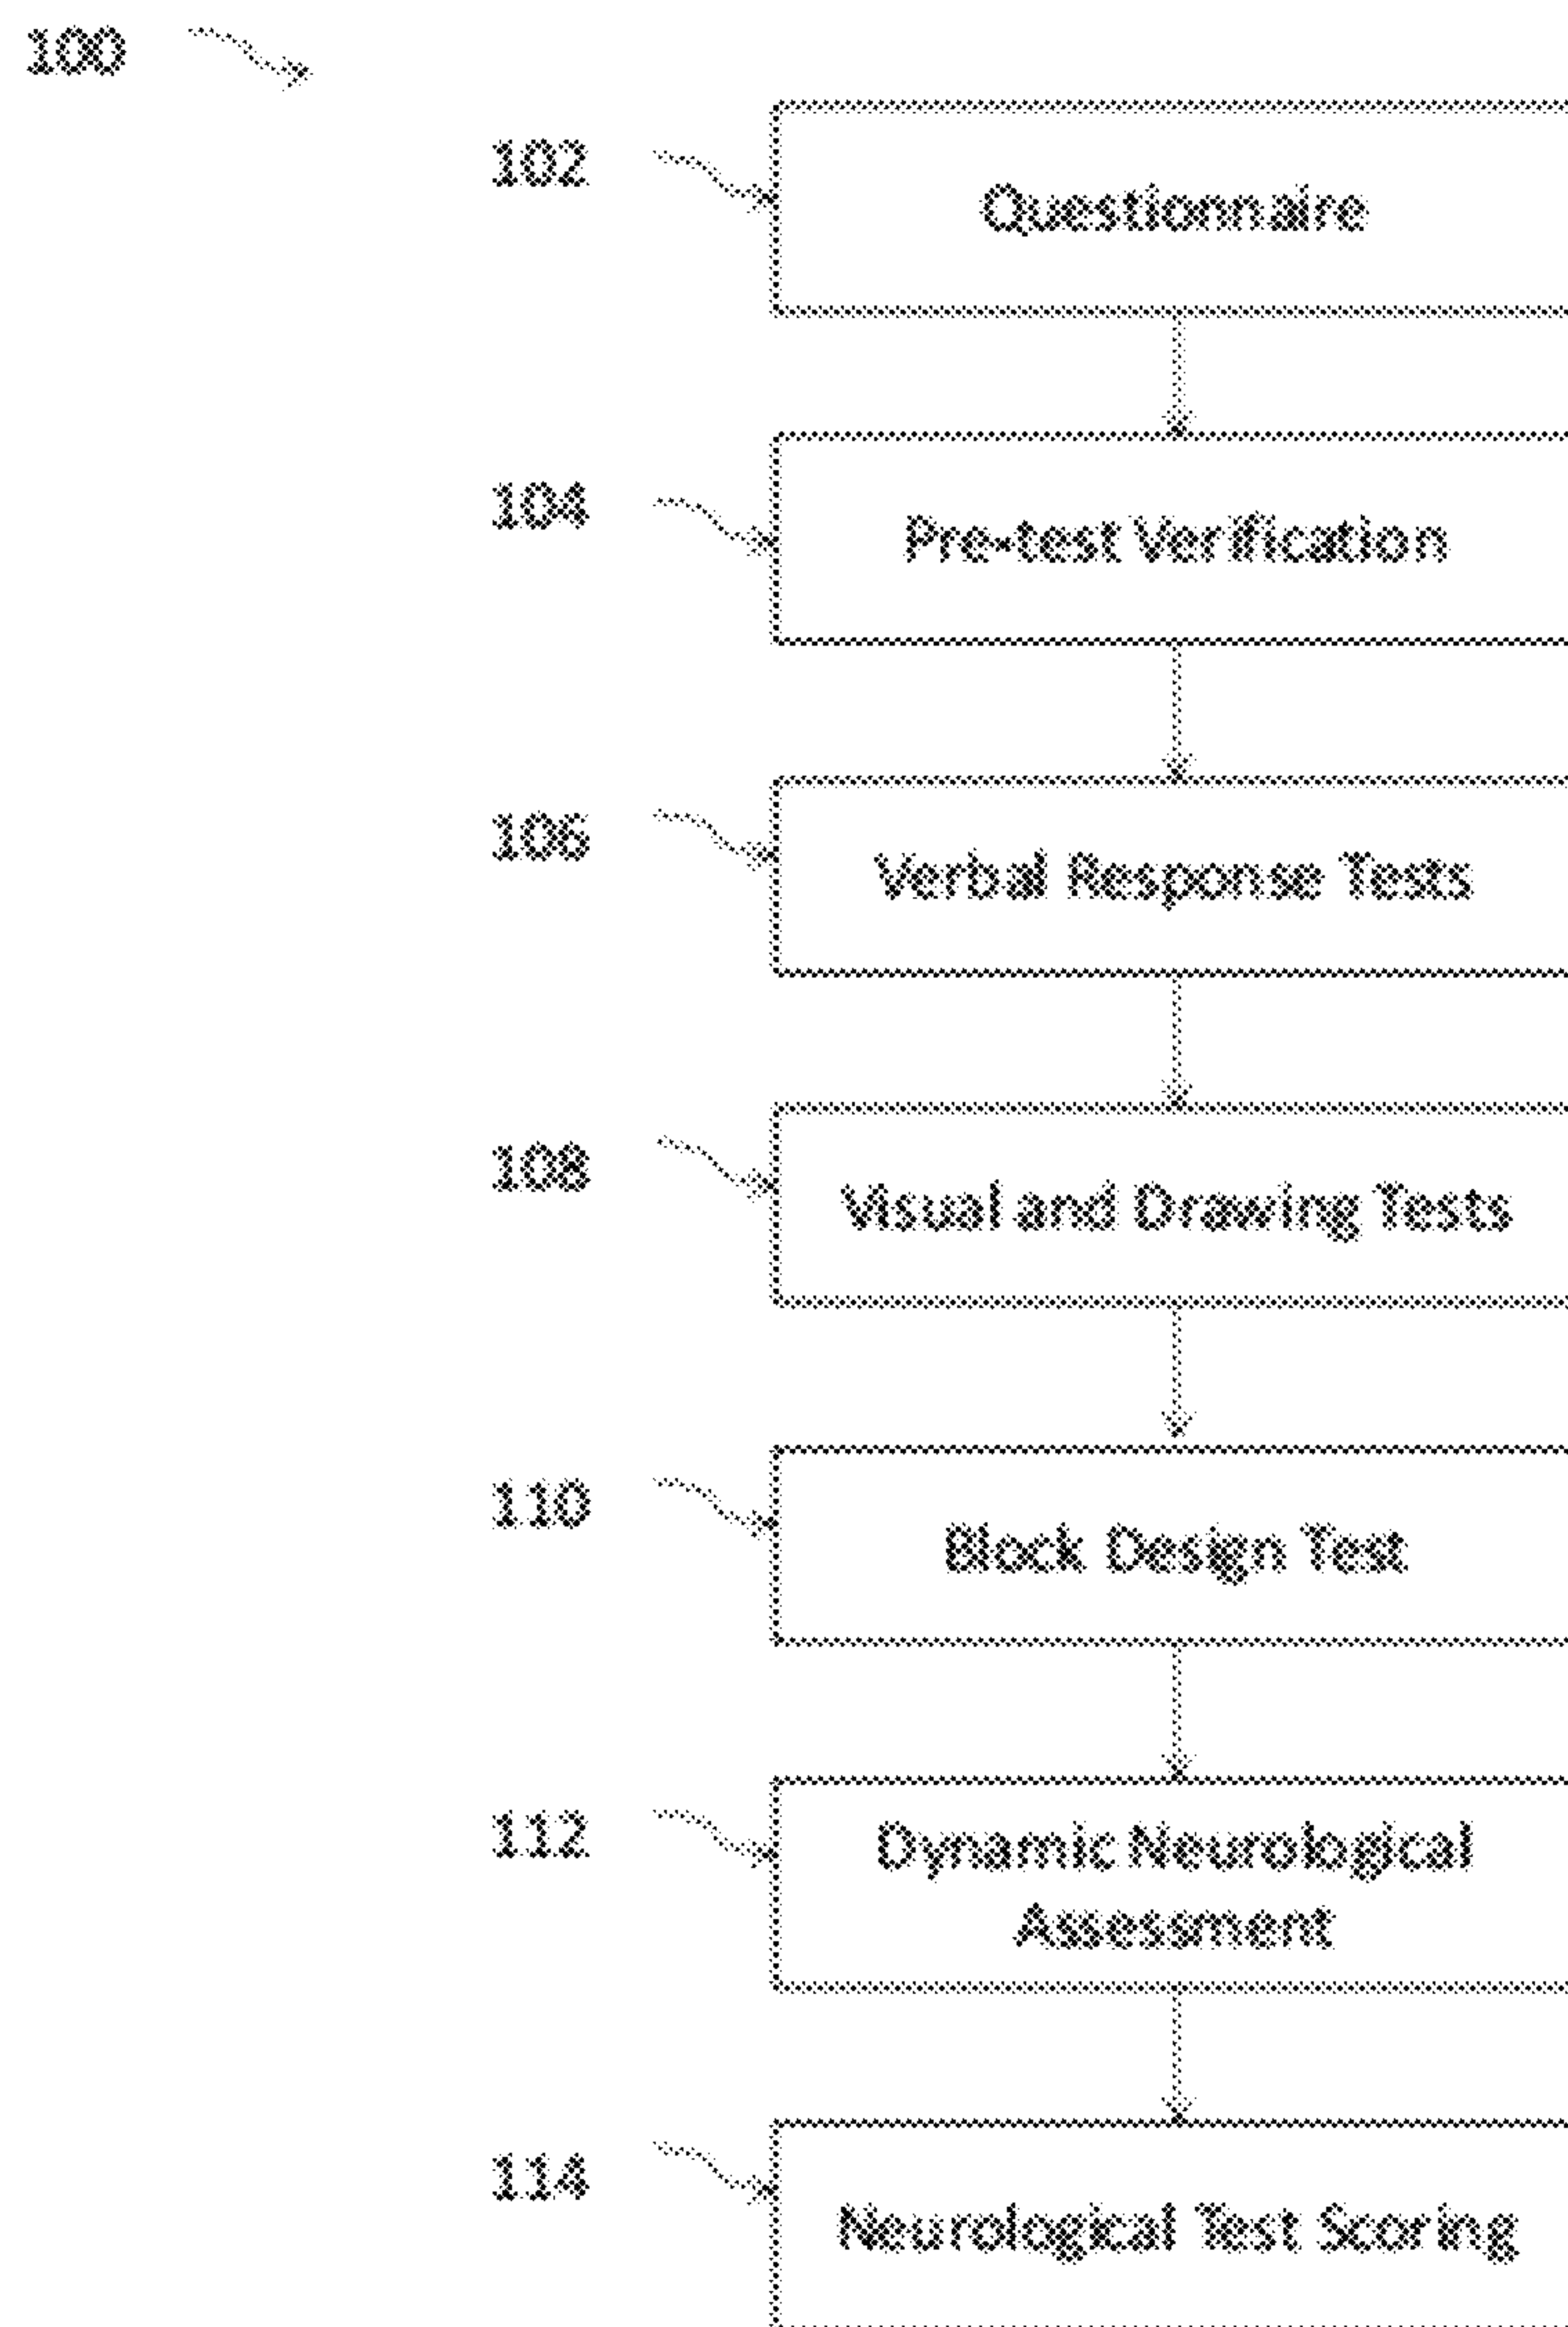 100
102
Questionnaire
104
Pre-test Verification
106
Verbal Response Tests
108
Visual and Drawing Tests
110
Block Design Test
112
Dynamic Neurological
Assessment
114
Neurological Test Scoring